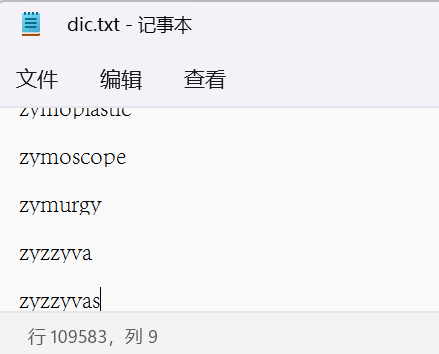 dic.txt - 记事本
文件 编辑 查看
zymoplastic
zymoscope
zymurgy
zyzzyva
zyzzyvas
行 109583，列 9